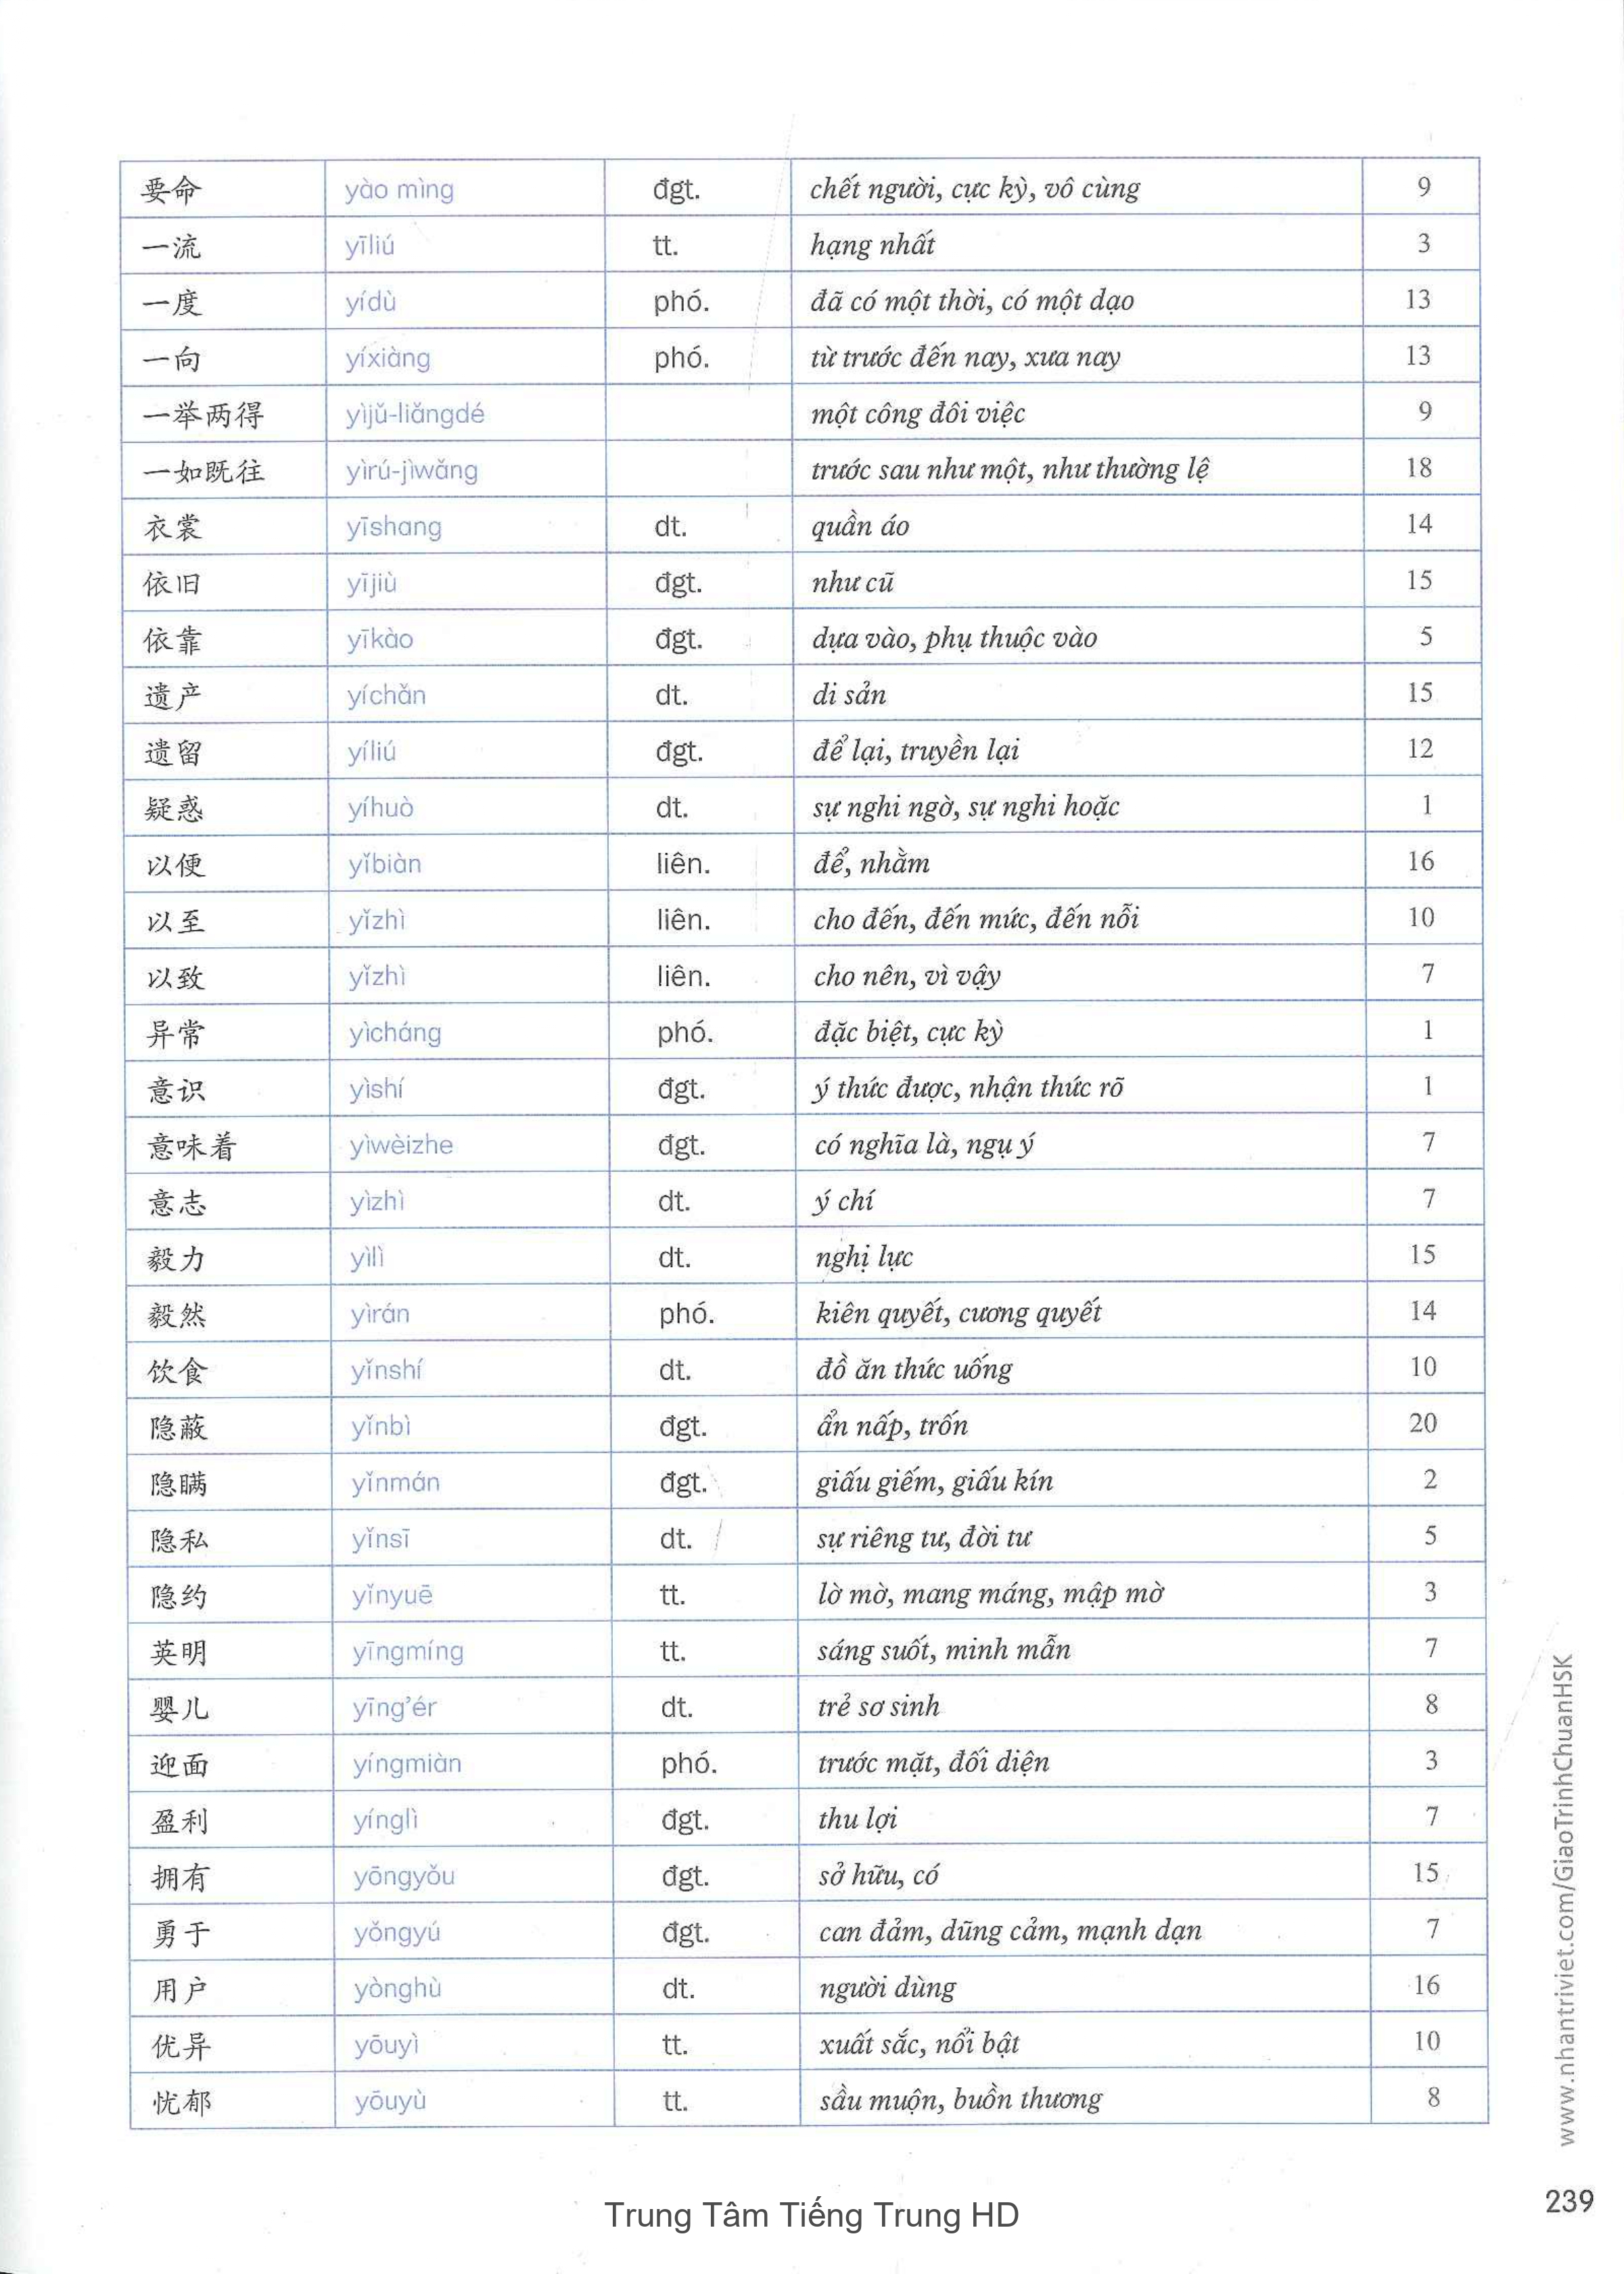 要命 yào mìng đgt. chết người, cực kỳ, vô cùng 9
一流 yīliú tt. hạng nhất 3
一度 yídù phó. đã có một thời, có một dạo 13
一向 yíxiàng phó. từ trước đến nay, xưa nay 13
一举两得 yìjǔ-liǎngdé một công đôi việc 9
一如既往 yìrú-jìwǎng trước sau như một, như thường lệ 18
衣裳 yīshang dt. quần áo 14
依旧 yījiù đgt. như cũ 15
依靠 yīkào đgt. dựa vào, phụ thuộc vào 5
遗产 yíchǎn dt. di sản 15
遗留 yíliú đgt. để lại, truyền lại 12
疑惑 yíhuò dt. sự nghi ngờ, sự nghi hoặc 1
以便 yǐbiàn liên. để, nhằm 16
以至 yǐzhì liên. cho đến, đến mức, đến nỗi 10
以致 yǐzhì liên. cho nên, vì vậy 7
异常 yìcháng phó. đặc biệt, cực kỳ 1
意识 yìshí đgt. ý thức được, nhận thức rõ 1
意味着 yìwèizhe đgt. có nghĩa là, ngụ ý 7
意志 yìzhì dt. ý chí 7
毅力 yìlì dt. nghị lực 15
毅然 yìrán phó. kiên quyết, cương quyết 14
饮食 yǐnshí dt. đồ ăn thức uống 10
隐蔽 yǐnbì đgt. ẩn nấp, trốn 20
隐瞒 yǐnmán đgt. giấu giếm, giấu kín 2
隐私 yǐnsī dt. sự riêng tư, đời tư 5
隐约 yǐnyuē tt. lờ mờ, mang máng, mập mờ 3
英明 yīngmíng tt. sáng suốt, minh mẫn 7
婴儿 yīng’ér dt. trẻ sơ sinh 8
迎面 yíngmiàn phó. trước mặt, đối diện 3
盈利 yínglì đgt. thu lợi 7
拥有 yōngyǒu đgt. sở hữu, có 15
勇于 yǒngyú đgt. can đảm, dũng cảm, mạnh dạn 7
用户 yònghù dt. người dùng 16
优异 yōuyì tt. xuất sắc, nổi bật 10
忧郁 yōuyù tt. sầu muộn, buồn thương 8
www.nhantriviet.com/GiaoTrinhChuanHSK
239
Trung Tâm Tiếng Trung HD